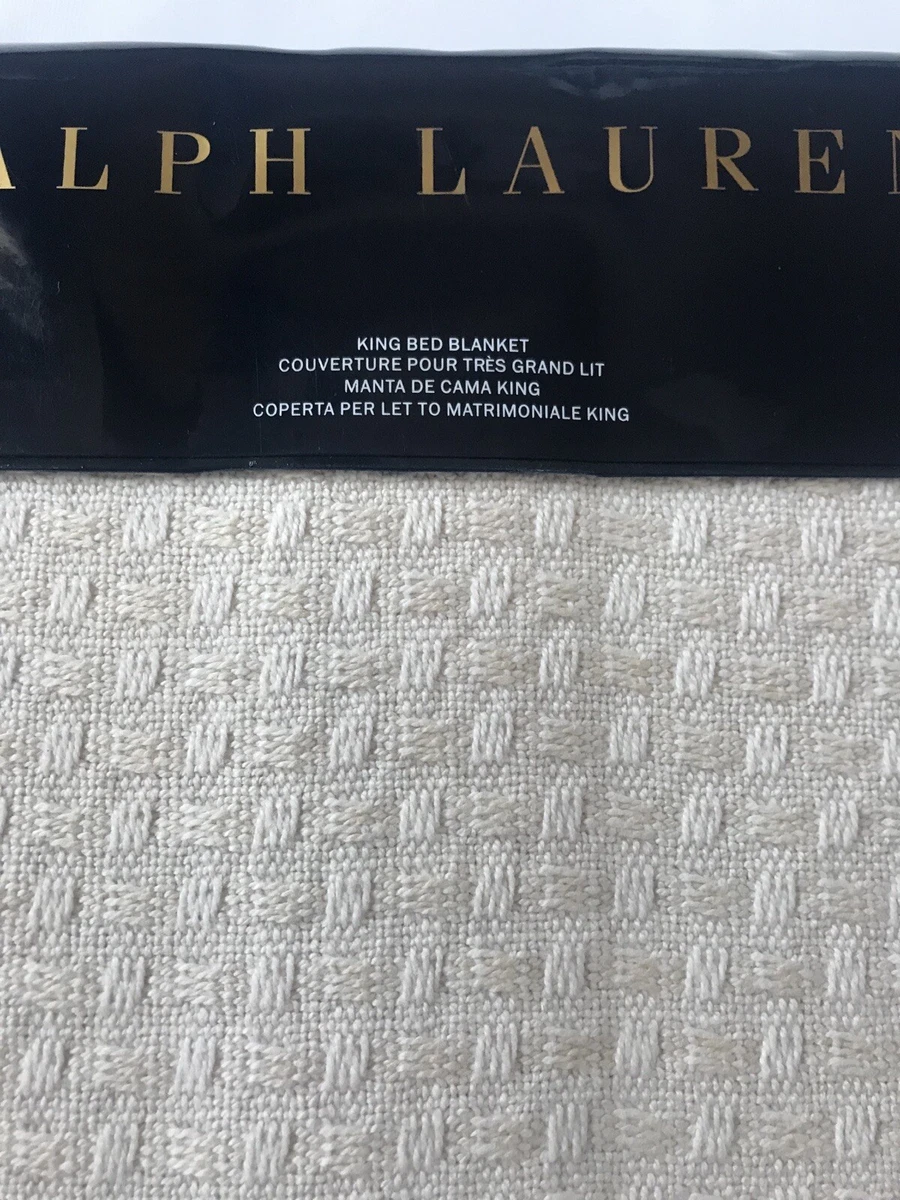 ALPH LAUREN
KING BED BLANKET
COUVERTURE POUR TRÈS GRAND LIT
MANTA DE CAMA KING
COPERTA PER LET TO MATRIMONIALE KING